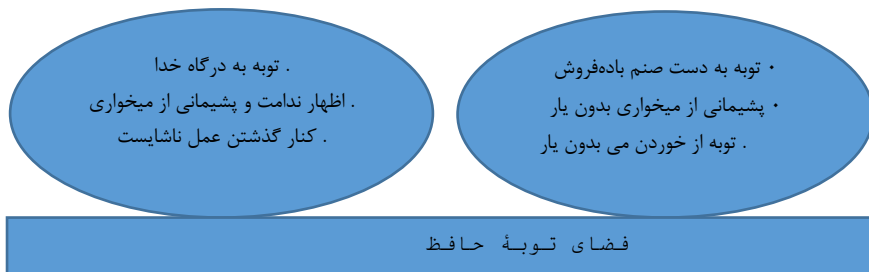 · توبه به دست صنم باده‌فروش
· پشیمانی از میخواری بدون یار
. توبه از خوردن می بدون یار
. توبه به درگاه خدا
. اظهار ندامت و پشیمانی از میخواری
. کنار گذشتن عمل ناشایست
فضای توبۀ حافظ